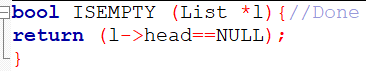 bool ISEMPTY (List *l){//Done
return (l->head==NULL);
}